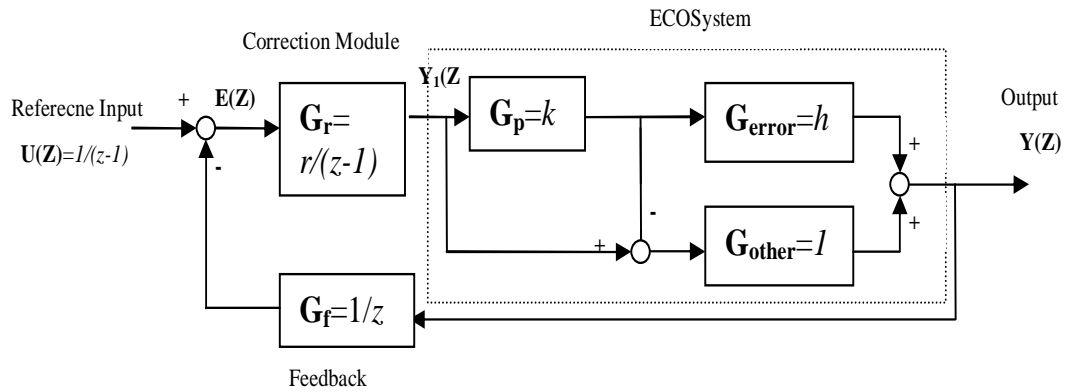 ECOSystem
Correction Module
Referecne Input
+
E(Z)
Y1(Z
Output
U(Z)=1/(z-1)
-
Gr=
r/(z-1)
Gp=k
Gerror=h
+
Y(Z)
-
+
Gother=1
+
Gf=1/z
Feedback